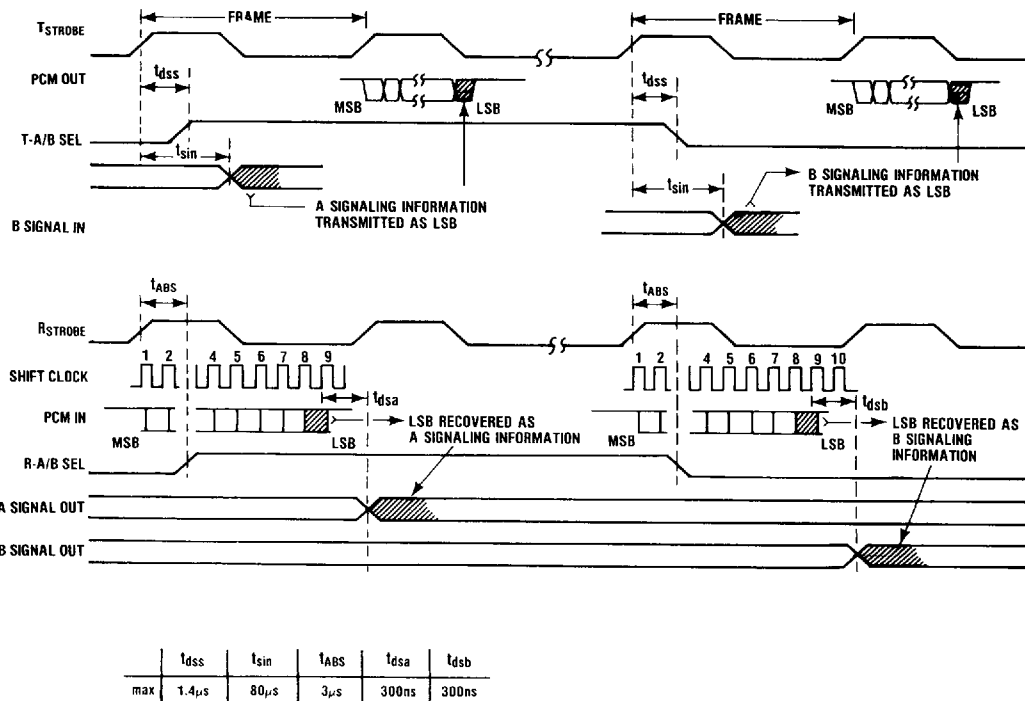 FRAME FRAME
TSTROBE
tdss tdss
PCM OUT
MSB LSB MSB LSB
T-A/B SEL
tsin tsin
A SIGNALING INFORMATION
TRANSMITTED AS LSB
B SIGNALING INFORMATION
TRANSMITTED AS LSB
B SIGNAL IN
tABS tABS
RSTROBE
1 2 4 5 6 7 8 9 1 2 4 5 6 7 8 9 10
SHIFT CLOCK
tdsa tdsb
PCM IN
MSB LSB MSB LSB
LSB RECOVERED AS
A SIGNALING INFORMATION
LSB RECOVERED AS
B SIGNALING
INFORMATION
R-A/B SEL
A SIGNAL OUT
B SIGNAL OUT
tdss tsin tABS tdsa tdsb
max 1.4µs 80µs 3µs 300ns 300ns